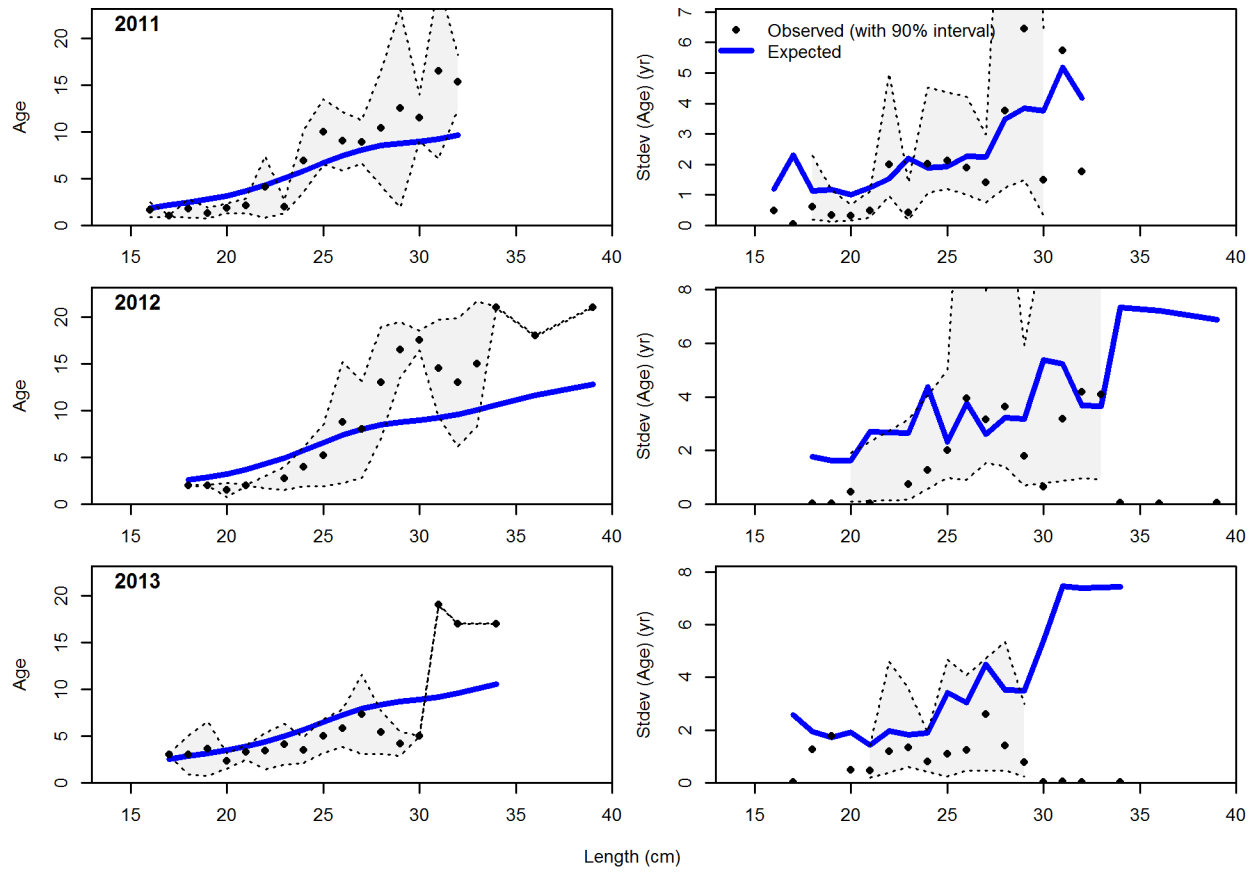 2011
Age
0 5 10 15 20
15 20 25 30 35 40
Observed (with 90% interval)
Expected
Stdev (Age) (yr)
0 1 2 3 4 5 6 7
15 20 25 30 35 40
2012
Age
0 5 10 15 20
15 20 25 30 35 40
Stdev (Age) (yr)
0 2 4 6 8
15 20 25 30 35 40
2013
Age
0 5 10 15 20
15 20 25 30 35 40
Stdev (Age) (yr)
0 2 4 6 8
15 20 25 30 35 40
Length (cm)